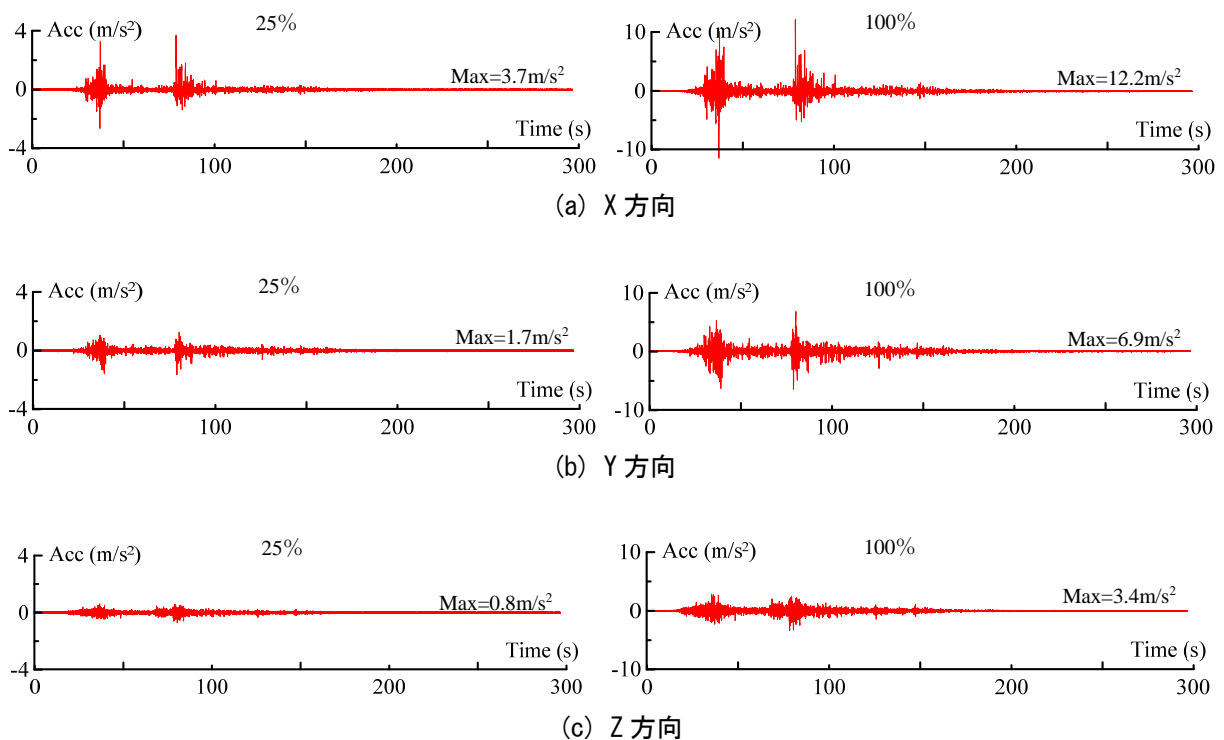 Acc (m/s²) 25%
4
0
-4
Max=3.7m/s²
Time (s)
0 100 200 300
Acc (m/s²) 100%
10
0
-10
Max=12.2m/s²
Time (s)
0 100 200 300
(a) X 方向
Acc (m/s²) 25%
4
0
-4
Max=1.7m/s²
Time (s)
0 100 200 300
Acc (m/s²) 100%
10
0
-10
Max=6.9m/s²
Time (s)
0 100 200 300
(b) Y 方向
Acc (m/s²) 25%
4
0
-4
Max=0.8m/s²
Time (s)
0 100 200 300
Acc (m/s²) 100%
10
0
-10
Max=3.4m/s²
Time (s)
0 100 200 300
(c) Z 方向